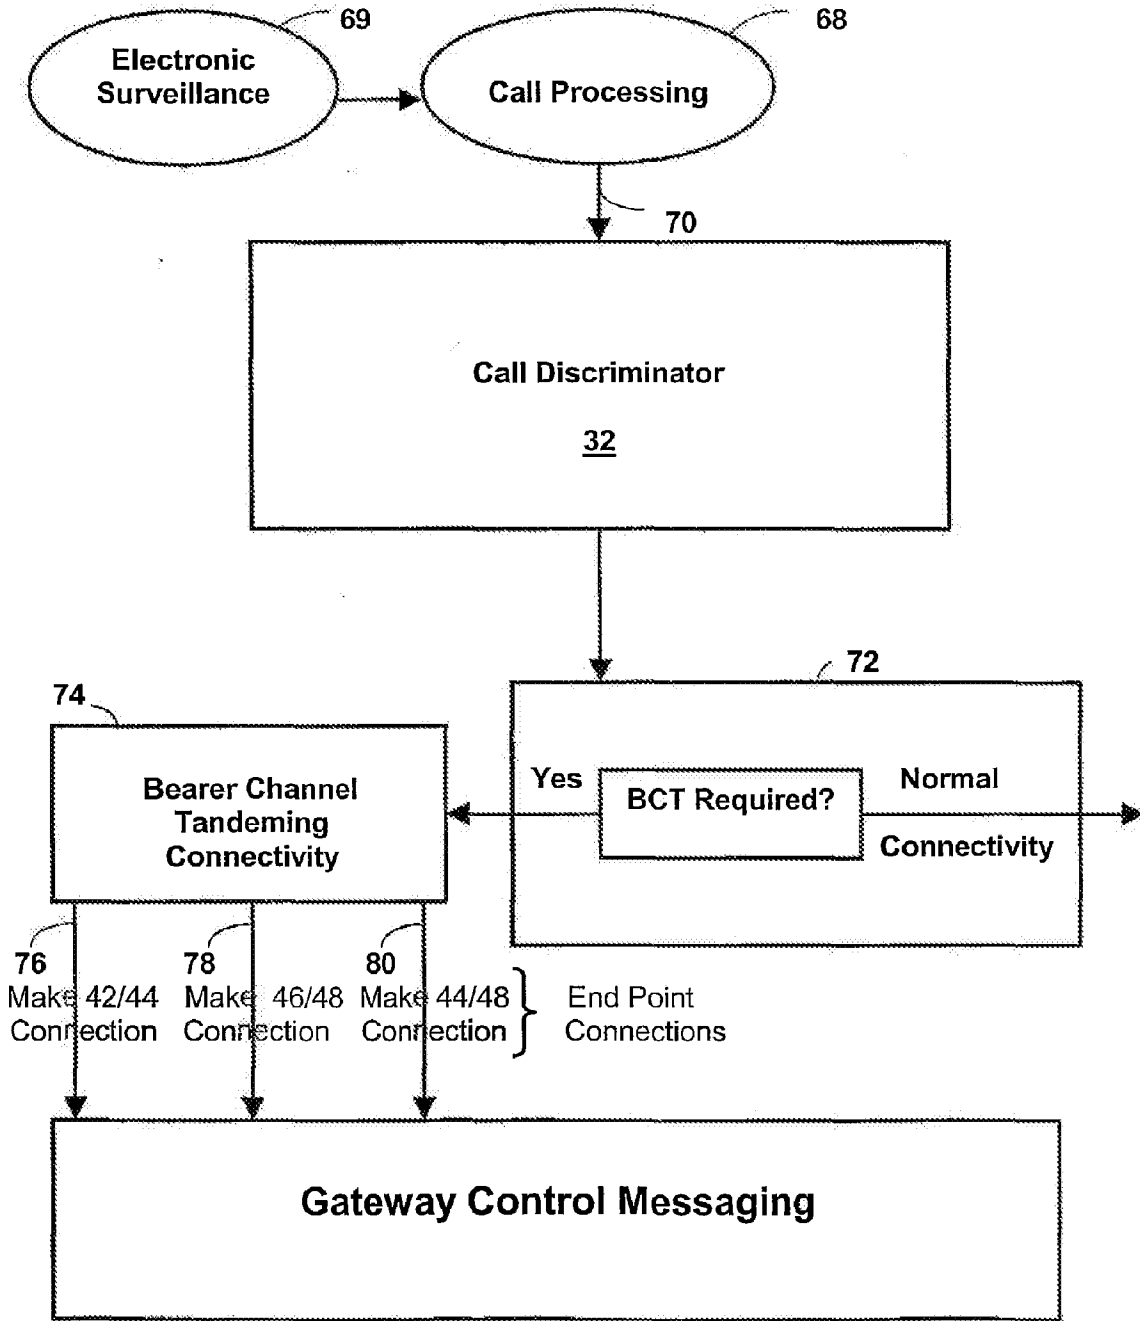 69
68
Electronic
Surveillance
Call Processing
70
Call Discriminator
32
72
74
Yes
BCT Required?
Normal
Connectivity
Bearer Channel
Tandeming
Connectivity
76
78
80
Make 42/44
Connection
Make 46/48
Connection
Make 44/48
Connection
End Point
Connections
Gateway Control Messaging